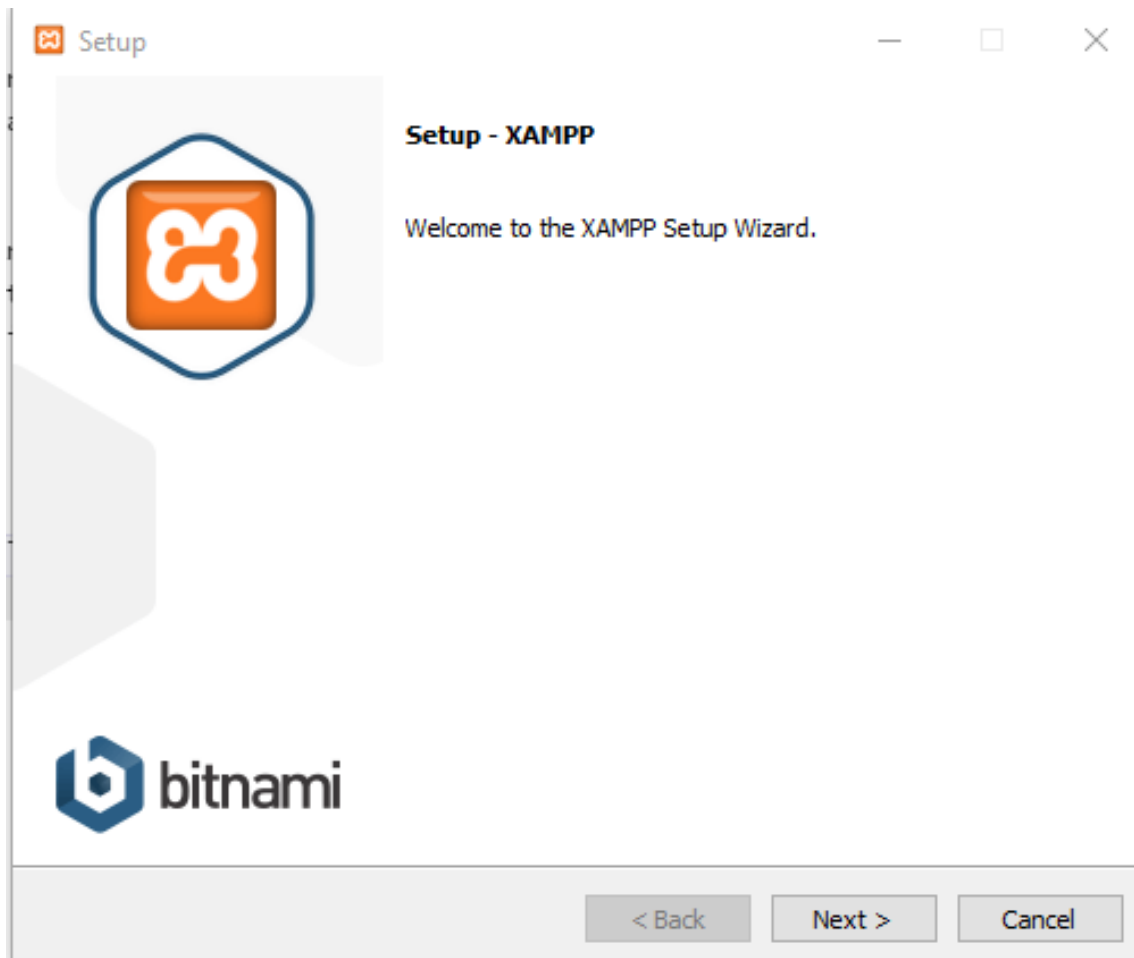 Setup
Setup - XAMPP
Welcome to the XAMPP Setup Wizard.
bitnami
< Back
Next >
Cancel